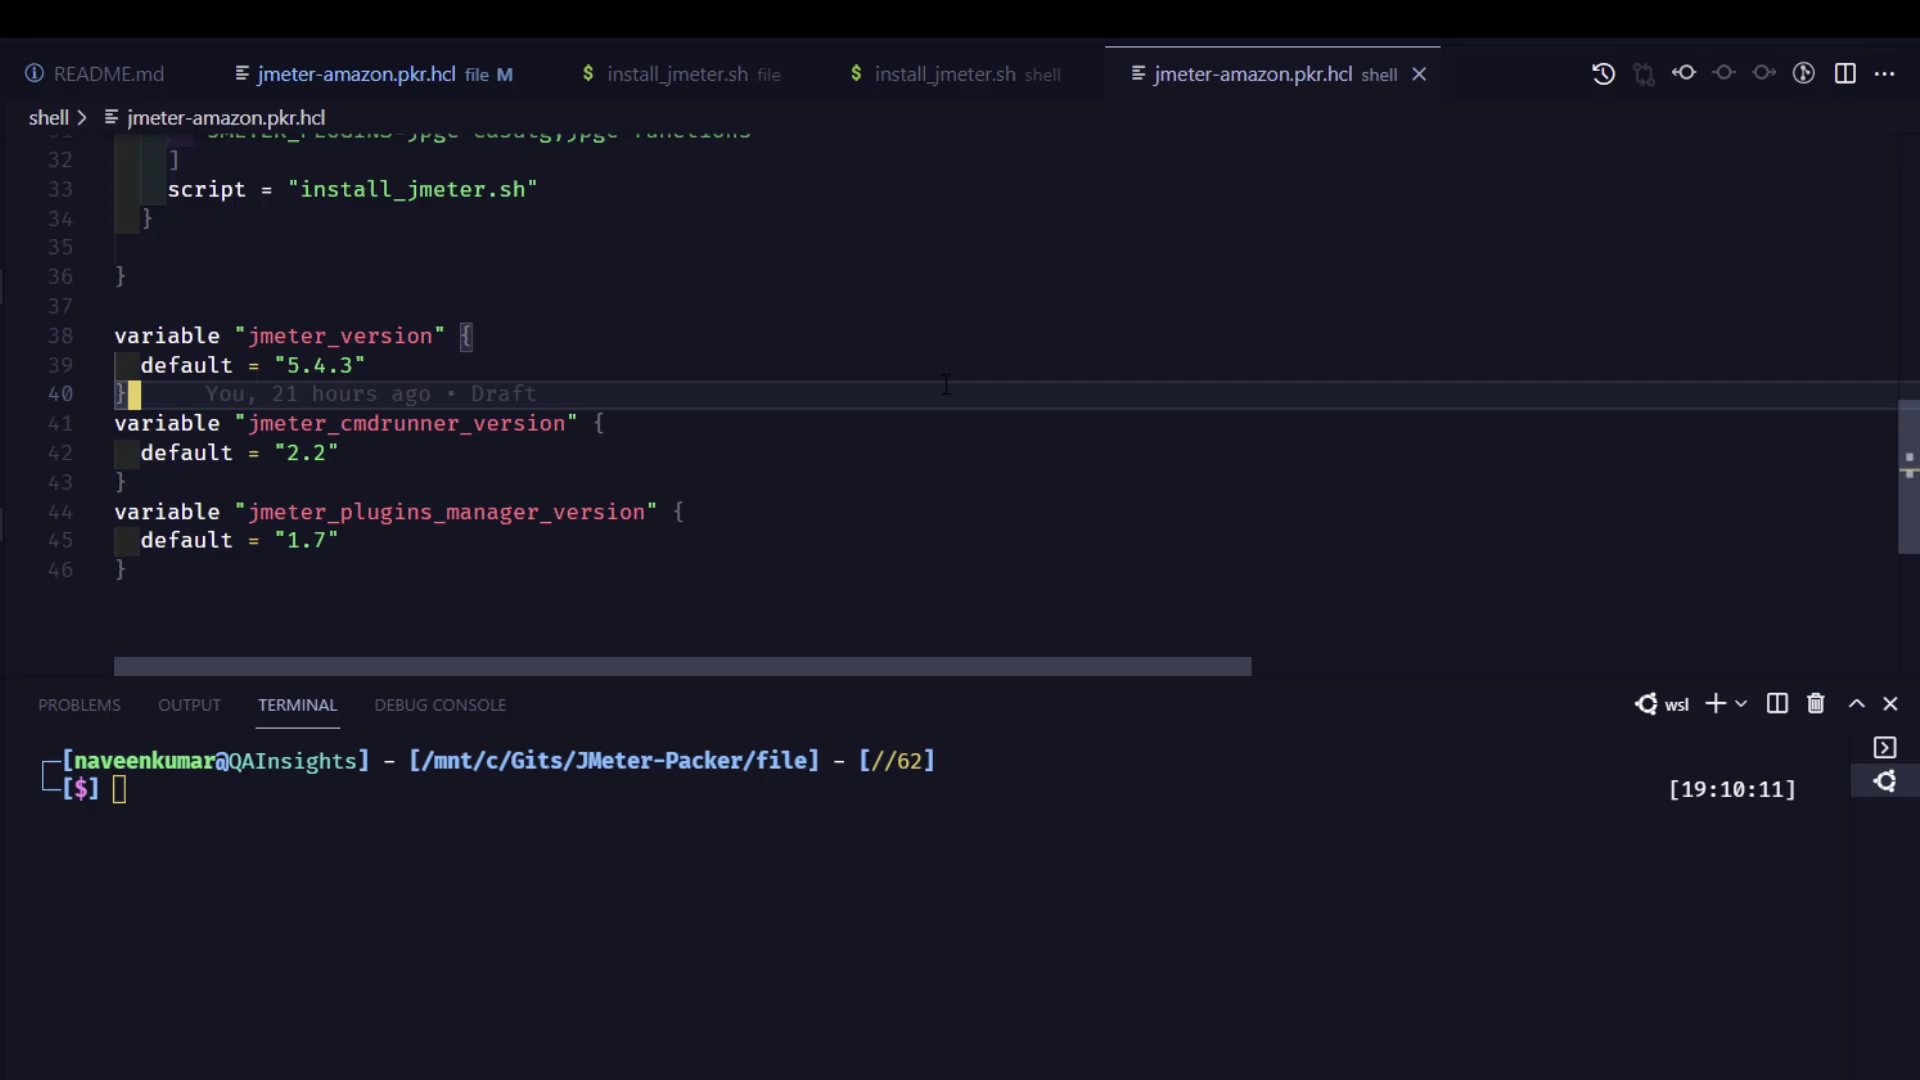 README.md
jmeter-amazon.pkr.hcl file M
$ install_jmeter.sh file
$ install_jmeter.sh shell
jmeter-amazon.pkr.hcl shell
shell > jmeter-amazon.pkr.hcl
32 ]
33 script = "install_jmeter.sh"
34 }
35
36 }
37
38 variable "jmeter_version" {
39 default = "5.4.3"
40 } You, 21 hours ago • Draft
41 variable "jmeter_cmdrunner_version" {
42 default = "2.2"
43 }
44 variable "jmeter_plugins_manager_version" {
45 default = "1.7"
46 }
PROBLEMS OUTPUT TERMINAL DEBUG CONSOLE
wsl
[naveenkumar@QAInsights] - [/mnt/c/Gits/JMeter-Packer/file] - [//62]
[$] [19:10:11]